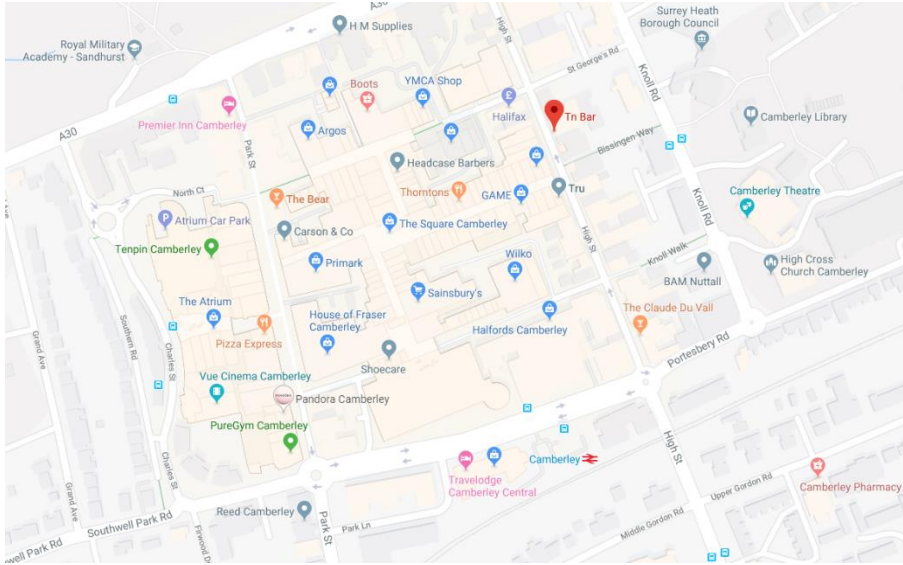 A30
H M Supplies
High St
Surrey Heath
Borough Council
Royal Military
Academy - Sandhurst
St George's Rd
Knoll Rd
YMCA Shop
Boots
Premier Inn Camberley
Halifax
Tn Bar
Camberley Library
A30
Argos
Bissingen Way
Park St
Headcase Barbers
North Ct
The Bear
Thorntons
GAME
Tru
Camberley Theatre
Atrium Car Park
Carson & Co
The Square Camberley
Knoll Rd
Tenpin Camberley
High St
Primark
Wilko
Knoll Walk
High Cross
Church Camberley
BAM Nuttall
The Atrium
Sainsbury's
House of Fraser
Camberley
The Claude Du Vall
Grand Ave
Southern Rd
Charles St
Pizza Express
Halfords Camberley
Portesbery Rd
Shoecare
Vue Cinema Camberley
Pandora Camberley
PureGym Camberley
High St
Camberley
Travelodge
Camberley Central
Camberley Pharmacy
Charles St
Grand Ave
Upper Gordon Rd
Reed Camberley
Southwell Park Rd
Park Ln
Park St
Middle Gordon Rd
well Park Rd